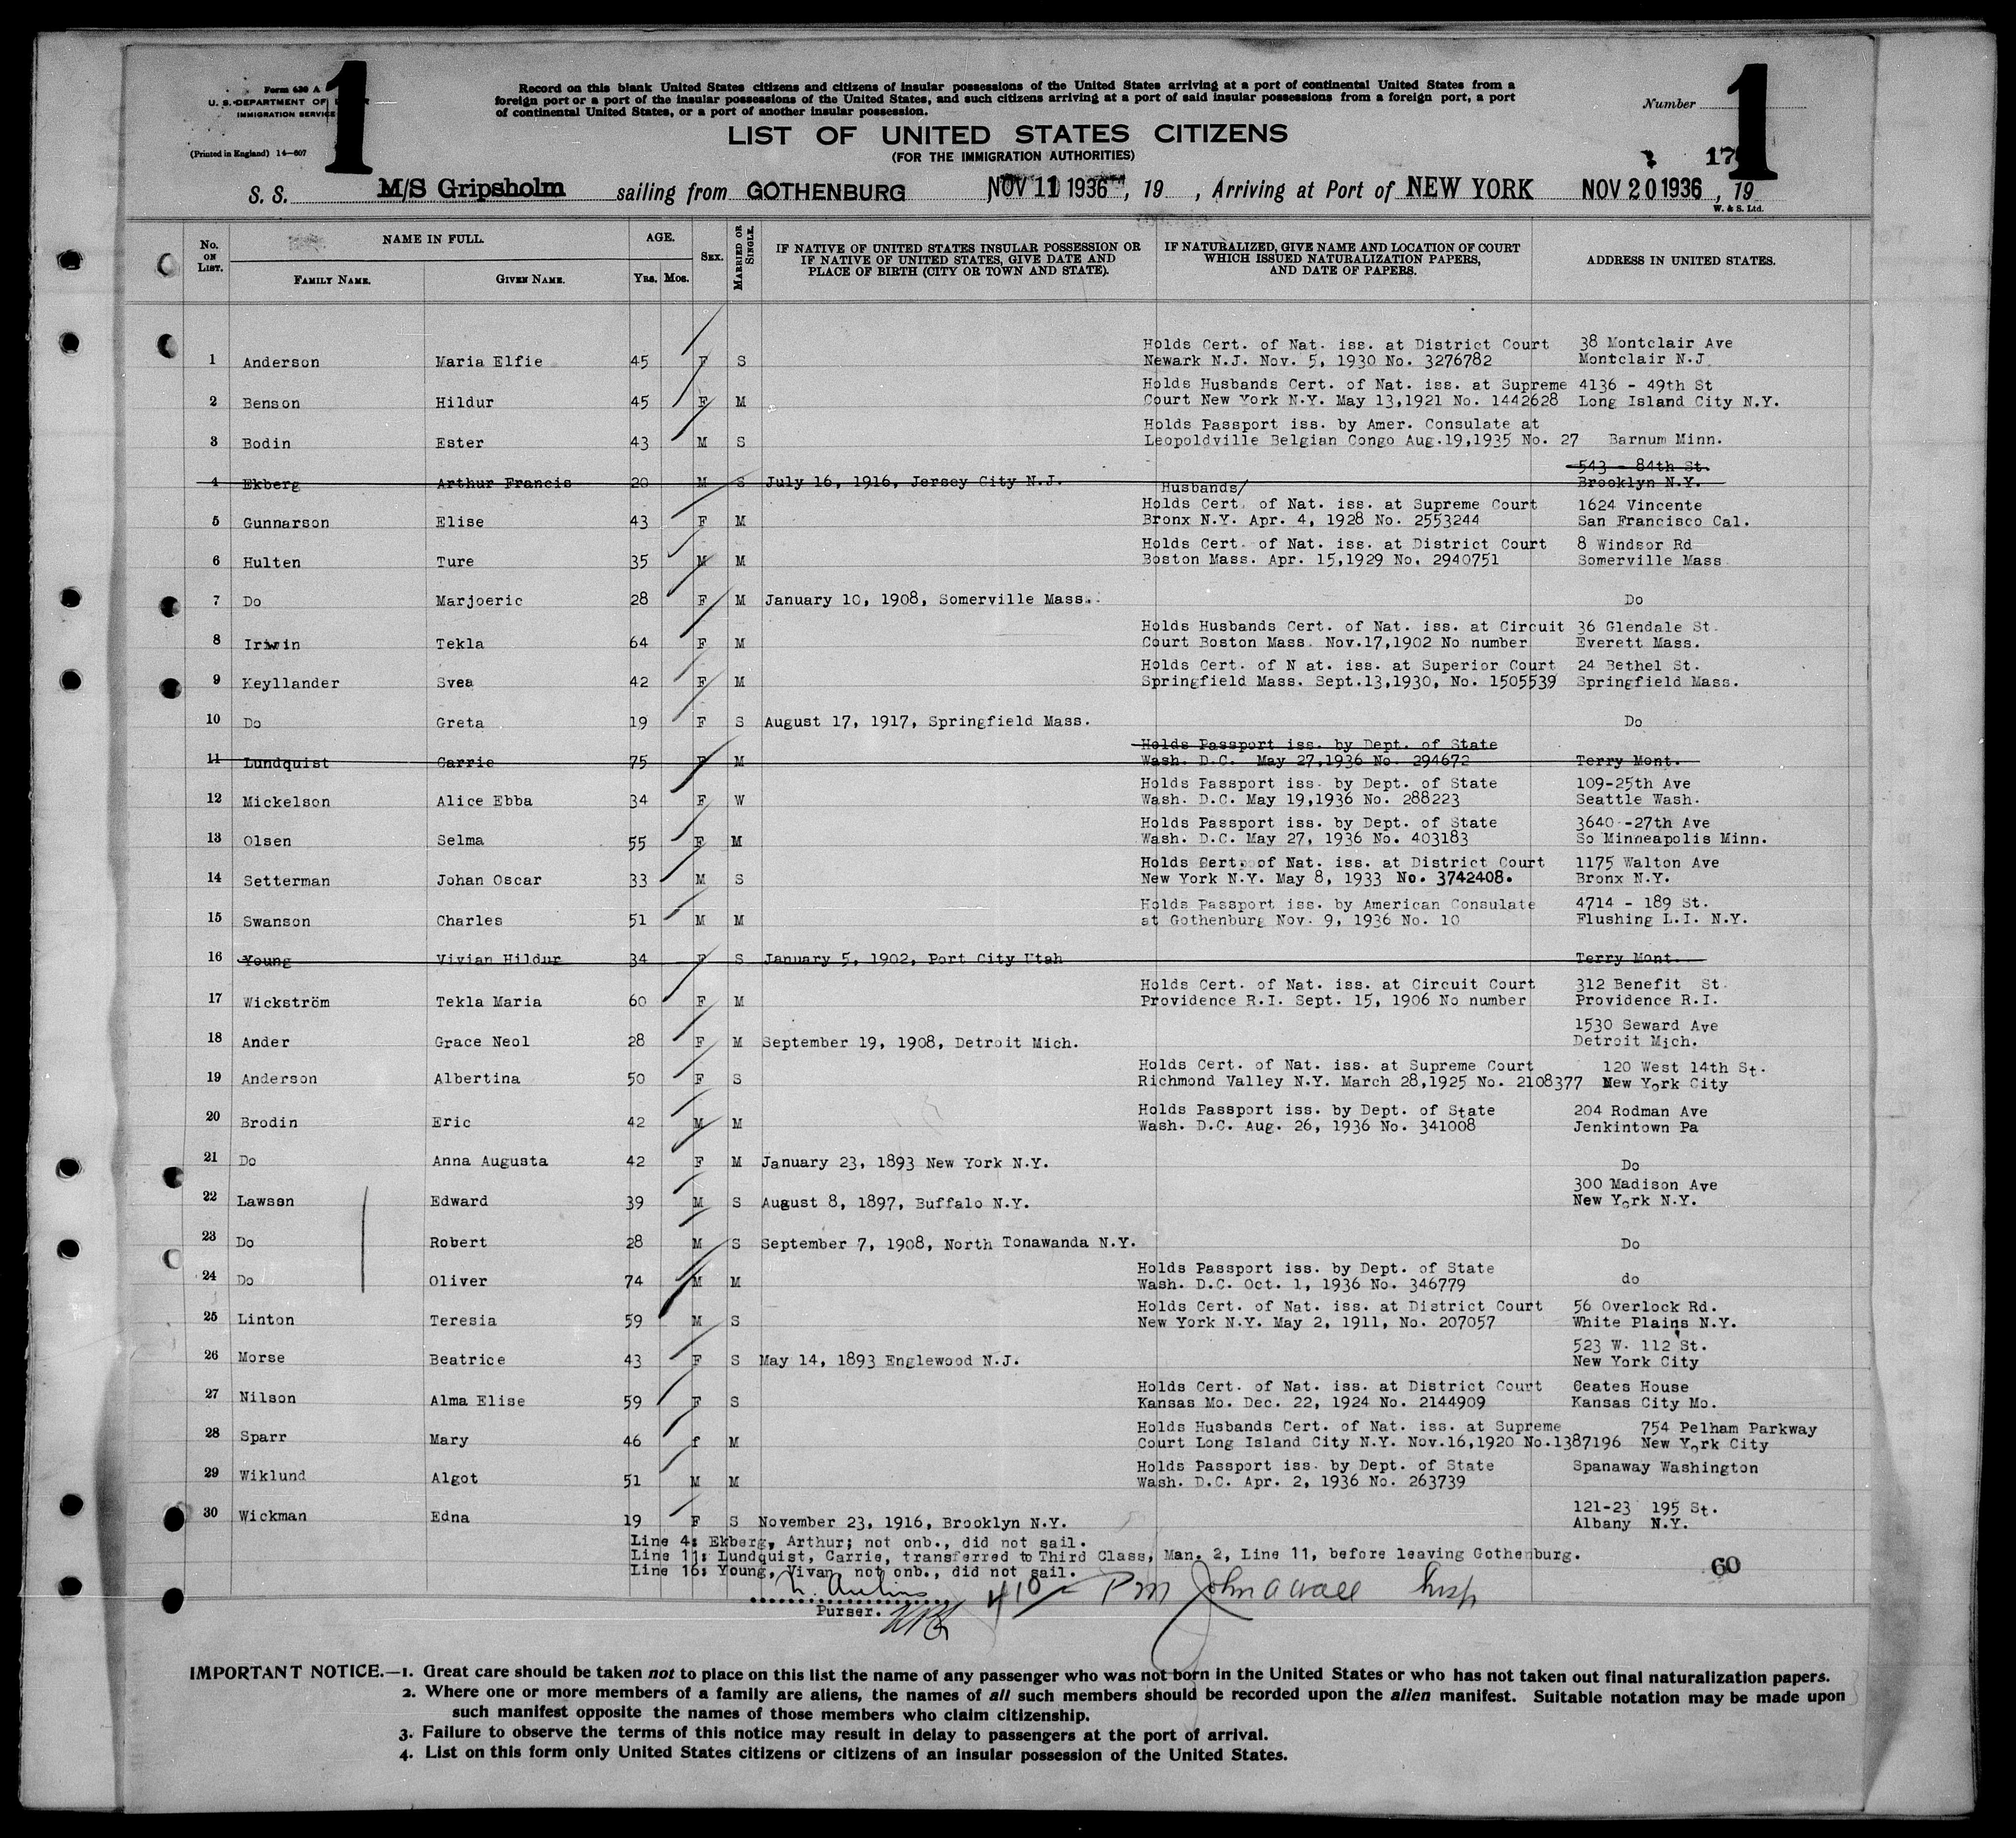 1
Form 630 A
U. S. DEPARTMENT OF
IMMIGRATION SERVICE
(Printed in England) 14—607
Record on this blank United States citizens and citizens of insular possessions of the United States arriving at a port of continental United States from a
foreign port or a port of the insular possessions of the United States, and such citizens arriving at a port of said insular possessions from a foreign port, a port
of continental United States, or a port of another insular possession.
LIST OF UNITED STATES CITIZENS
(FOR THE IMMIGRATION AUTHORITIES)
Number
1
17
S. S. M/S Gripsholm sailing from GOTHENBURG NOV 11 1936, 19 , Arriving at Port of NEW YORK NOV 20 1936, 19
W. & S. Ltd.
No. ON LIST. NAME IN FULL. AGE. SEX. MARRIED OR SINGLE. IF NATIVE OF UNITED STATES INSULAR POSSESSION OR IF NATIVE OF UNITED STATES, GIVE DATE AND PLACE OF BIRTH (CITY OR TOWN AND STATE). IF NATURALIZED, GIVE NAME AND LOCATION OF COURT WHICH ISSUED NATURALIZATION PAPERS, AND DATE OF PAPERS. ADDRESS IN UNITED STATES.
FAMILY NAME. GIVEN NAME. Yrs. Mos.
Holds Cert. of Nat. iss. at District Court 38 Montclair Ave
1 Anderson Maria Elfie 45 F S Newark N.J. Nov. 5, 1930 No. 3276782 Montclair N.J
Holds Husbands Cert. of Nat. iss. at Supreme 4136 - 49th St
2 Benson Hildur 45 F M Court New York N.Y. May 13,1921 No. 1442628 Long Island City N.Y.
Holds Passport iss. by Amer. Consulate at
3 Bodin Ester 43 M S Leopoldville Belgian Congo Aug.19,1935 No. 27 Barnum Minn.
543 - 84th St.
4 Ekberg Arthur Francis 20 M S July 16, 1916, Jersey City N.J. Brooklyn N.Y.
Husbands/
Holds Cert. of Nat. iss. at Supreme Court 1624 Vincente
5 Gunnarson Elise 43 F M Bronx N.Y. Apr. 4, 1928 No. 2553244 San Francisco Cal.
Holds Cert. of Nat. iss. at District Court 8 Windsor Rd
6 Hulten Ture 35 M M Boston Mass. Apr. 15,1929 No. 2940751 Somerville Mass
7 Do Marjoeric 28 F M January 10, 1908, Somerville Mass. Do
Holds Husbands Cert. of Nat. iss. at Circuit 36 Glendale St.
8 Irwin Tekla 64 F M Court Boston Mass. Nov.17,1902 No number Everett Mass.
Holds Cert. of N at. iss. at Superior Court 24 Bethel St.
9 Keyllander Svea 42 F M Springfield Mass. Sept.13,1930, No. 1505539 Springfield Mass.
10 Do Greta 19 F S August 17, 1917, Springfield Mass. Do
Holds Passport iss. by Dept. of State
11 Lundquist Carrie 75 F M Wash. D.C. May 27,1936 No. 294672 Terry Mont.
Holds Passport iss. by Dept. of State 109-25th Ave
12 Mickelson Alice Ebba 34 F W Wash. D.C. May 19,1936 No. 288223 Seattle Wash.
Holds Passport iss. by Dept. of State 3640 -27th Ave
13 Olsen Selma 55 F M Wash. D.C. May 27, 1936 No. 403183 So Minneapolis Minn.
Holds Cert. of Nat. iss. at District Court 1175 Walton Ave
14 Setterman Johan Oscar 33 M S New York N.Y. May 8, 1933 No. 3742408. Bronx N.Y.
Holds Passport iss. by American Consulate 4714 - 189 St.
15 Swanson Charles 51 M M at Gothenburg Nov. 9, 1936 No. 10 Flushing L.I. N.Y.
16 Young Vivian Hildur 34 F S January 5, 1902, Port City Utah Terry Mont.
Holds Cert. of Nat. iss. at Circuit Court 312 Benefit St.
17 Wickström Tekla Maria 60 F M Providence R.I. Sept. 15, 1906 No number Providence R.I.
1530 Seward Ave
18 Ander Grace Neol 28 F M September 19, 1908, Detroit Mich. Detroit Mich.
Holds Cert. of Nat. iss. at Supreme Court 120 West 14th St.
19 Anderson Albertina 50 F S Richmond Valley N.Y. March 28,1925 No. 2108377 New York City
Holds Passport iss. by Dept. of State 204 Rodman Ave
20 Brodin Eric 42 M M Wash. D.C. Aug. 26, 1936 No. 341008 Jenkintown Pa
21 Do Anna Augusta 42 F M January 23, 1893 New York N.Y. Do
300 Madison Ave
22 Lawson Edward 39 M S August 8, 1897, Buffalo N.Y. New York N.Y.
23 Do Robert 28 M S September 7, 1908, North Tonawanda N.Y. Do
Holds Passport iss. by Dept. of State
24 Do Oliver 74 M M Wash. D.C. Oct. 1, 1936 No. 346779 do
Holds Cert. of Nat. iss. at District Court 56 Overlock Rd.
25 Linton Teresia 59 M S New York N.Y. May 2, 1911, No. 207057 White Plains N.Y.
523 W. 112 St.
26 Morse Beatrice 43 F S May 14, 1893 Englewood N.J. New York City
Holds Cert. of Nat. iss. at District Court Ceates House
27 Nilson Alma Elise 59 F S Kansas Mo. Dec. 22, 1924 No. 2144909 Kansas City Mo.
Holds Husbands Cert. of Nat. iss. at Supreme 754 Pelham Parkway
28 Sparr Mary 46 f M Court Long Island City N.Y. Nov.16,1920 No.1387196 New York City
Holds Passport iss. by Dept. of State Spanaway Washington
29 Wiklund Algot 51 M M Wash. D.C. Apr. 2, 1936 No. 263739
121-23 195 St.
30 Wickman Edna 19 F S November 23, 1916, Brooklyn N.Y. Albany N.Y.
Line 4: Ekberg, Arthur; not onb., did not sail.
Line 11: Lundquist, Carrie, transferred to Third Class, Man. 2, Line 11, before leaving Gothenburg.
Line 16: Young, Vivan, not onb., did not sail.
60
410 Pm John A Wall Insp
Purser.
IMPORTANT NOTICE.—1. Great care should be taken not to place on this list the name of any passenger who was not born in the United States or who has not taken out final naturalization papers.
2. Where one or more members of a family are aliens, the names of all such members should be recorded upon the alien manifest. Suitable notation may be made upon
such manifest opposite the names of those members who claim citizenship.
3. Failure to observe the terms of this notice may result in delay to passengers at the port of arrival.
4. List on this form only United States citizens or citizens of an insular possession of the United States.